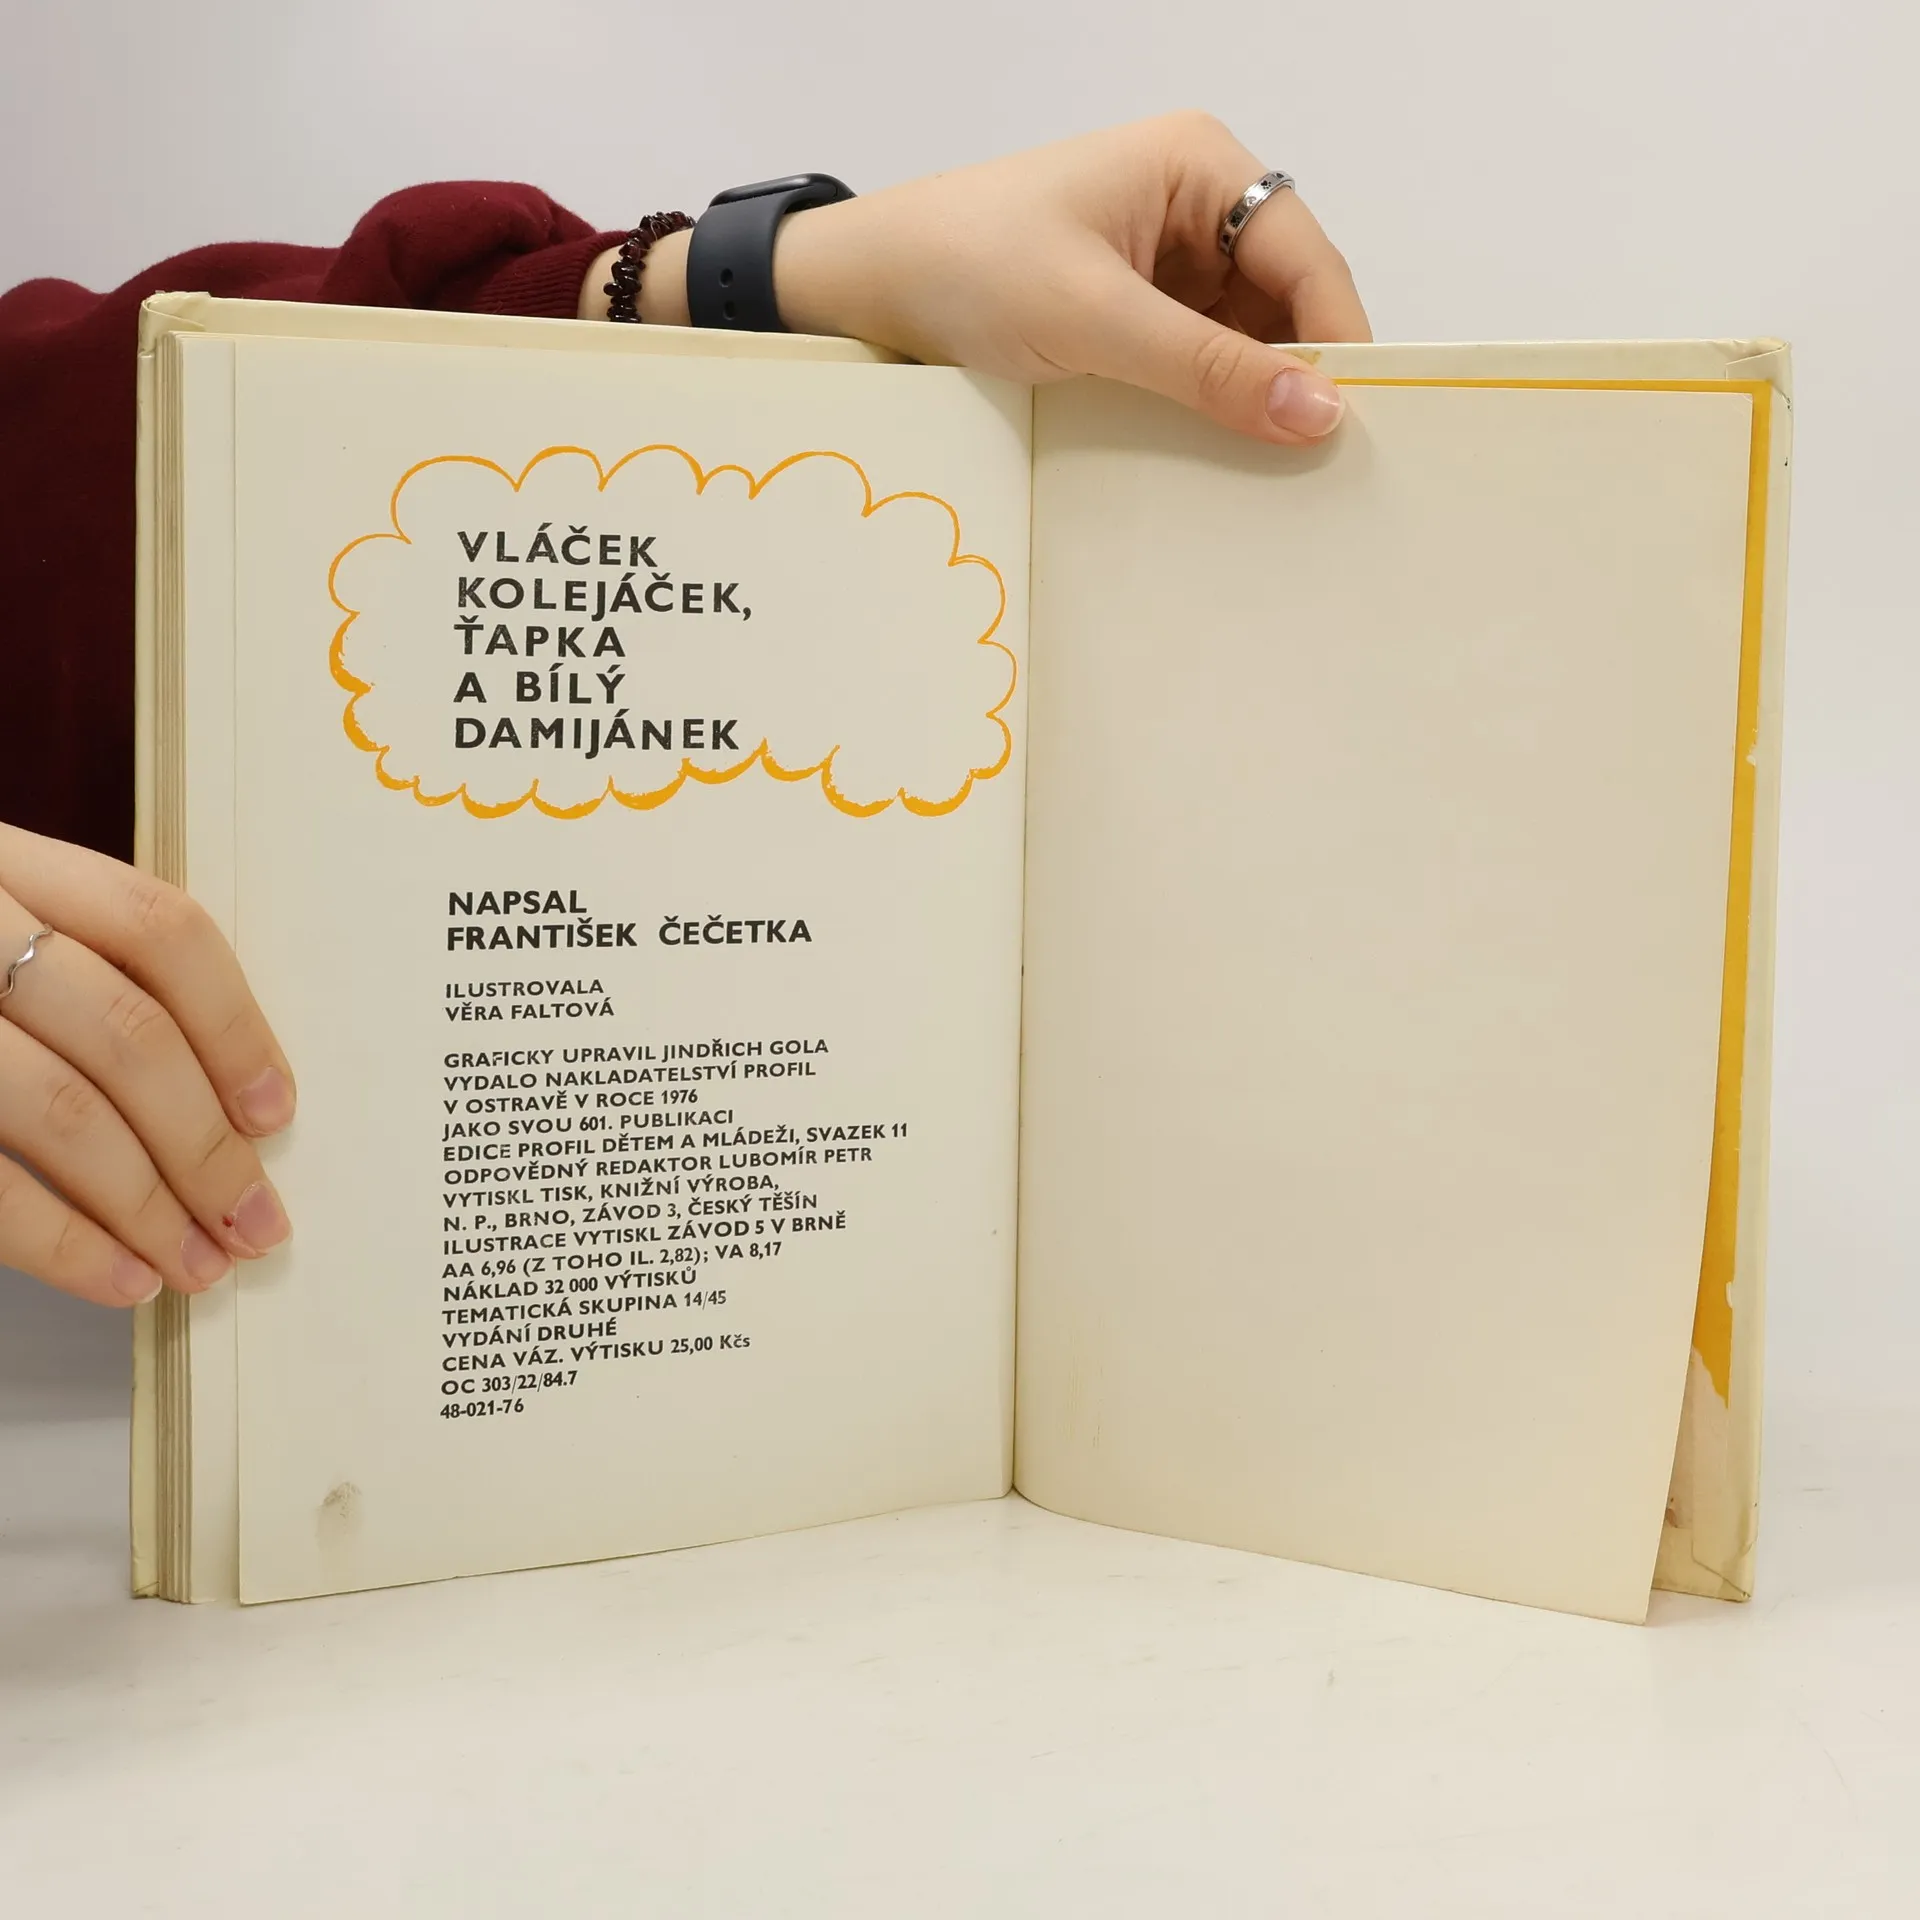 VLÁČEK
KOLEJÁČEK,
ŤAPKA
A BÍLÝ
DAMIJÁNEK
NAPSAL
FRANTIŠEK ČEČETKA
ILUSTROVALA
VĚRA FALTOVÁ
GRAFICKY UPRAVIL JINDŘICH GOLA
VYDALO NAKLADATELSTVÍ PROFIL
V OSTRAVĚ V ROCE 1976
JAKO SVOU 601. PUBLIKACI
EDICE PROFIL DĚTEM A MLÁDEŽI, SVAZEK 11
ODPOVĚDNÝ REDAKTOR LUBOMÍR PETR
VYTISKL TISK, KNIŽNÍ VÝROBA,
N. P., BRNO, ZÁVOD 3, ČESKÝ TĚŠÍN
ILUSTRACE VYTISKL ZÁVOD 5 V BRNĚ
AA 6,96 (Z TOHO IL. 2,82); VA 8,17
NÁKLAD 32 000 VÝTISKŮ
TEMATICKÁ SKUPINA 14/45
VYDÁNÍ DRUHÉ
CENA VÁZ. VÝTISKU 25,00 Kčs
OC 303/22/84.7
48-021-76